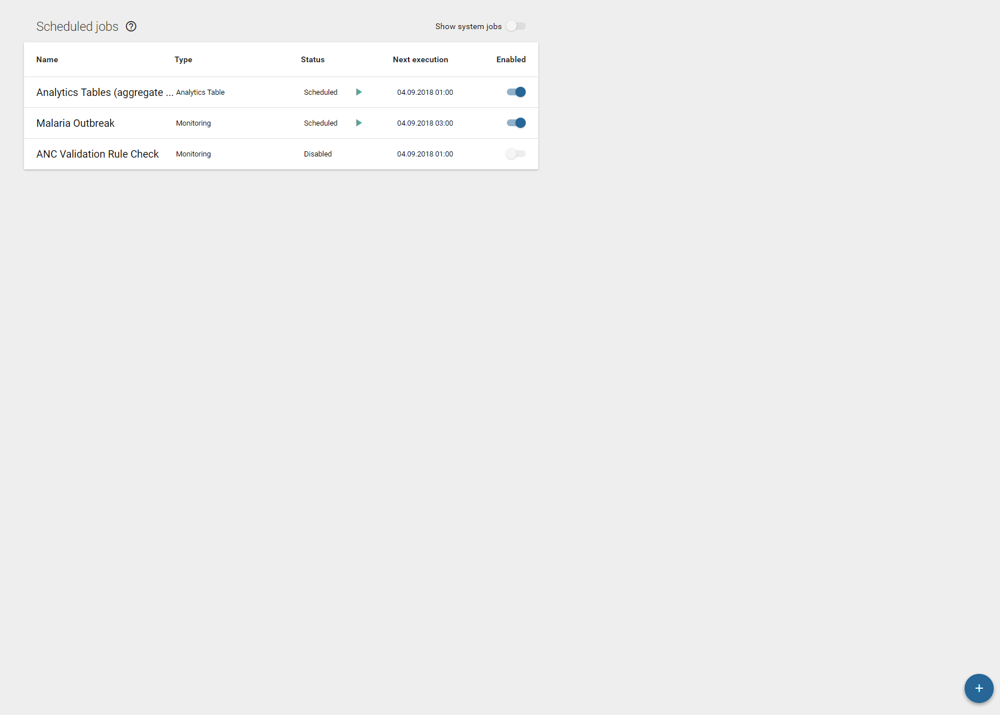 Scheduled jobs
Show system jobs
Name Type Status Next execution Enabled
Analytics Tables (aggregate ... Analytics Table Scheduled 04.09.2018 01:00
Malaria Outbreak Monitoring Scheduled 04.09.2018 03:00
ANC Validation Rule Check Monitoring Disabled 04.09.2018 01:00